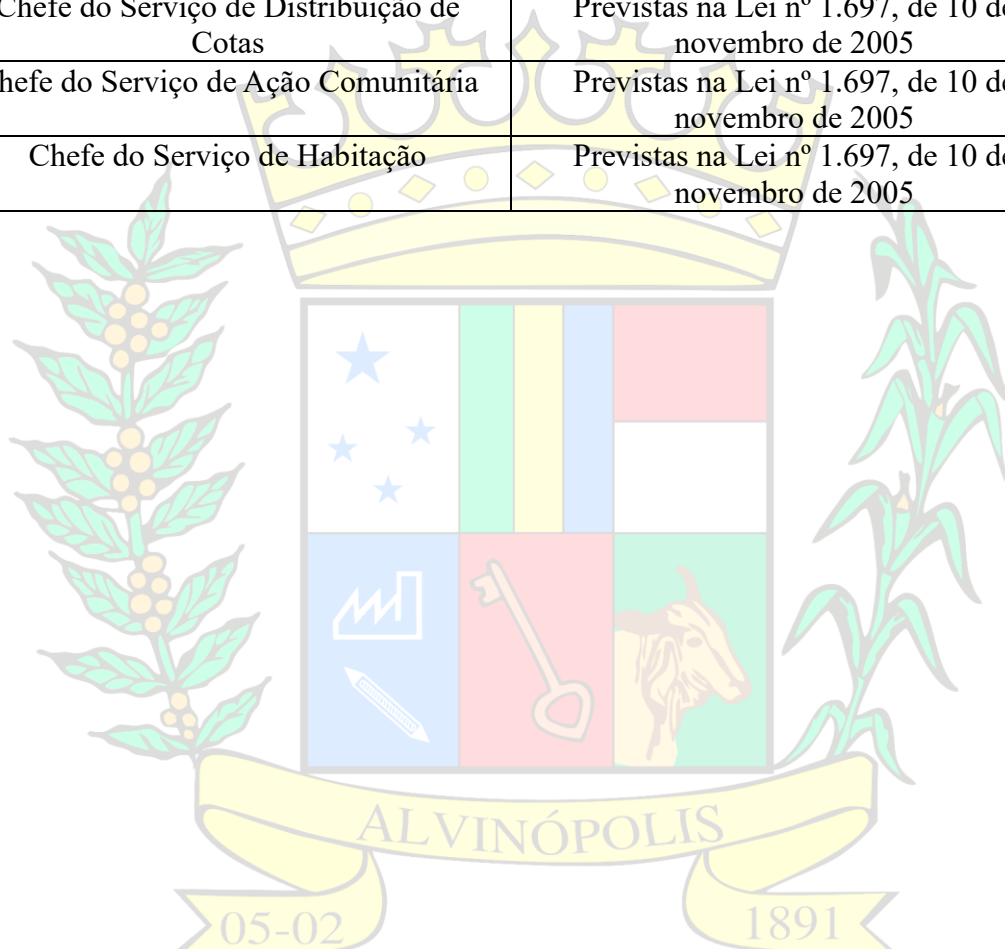 Chefe do Serviço de Distribuição de
Cotas
Previstas na Lei nº 1.697, de 10 de
novembro de 2005
hefe do Serviço de Ação Comunitária
Previstas na Lei nº 1.697, de 10 de
novembro de 2005
Chefe do Serviço de Habitação
Previstas na Lei nº 1.697, de 10 de
novembro de 2005
ALVINÓPOLIS
05-02
1891